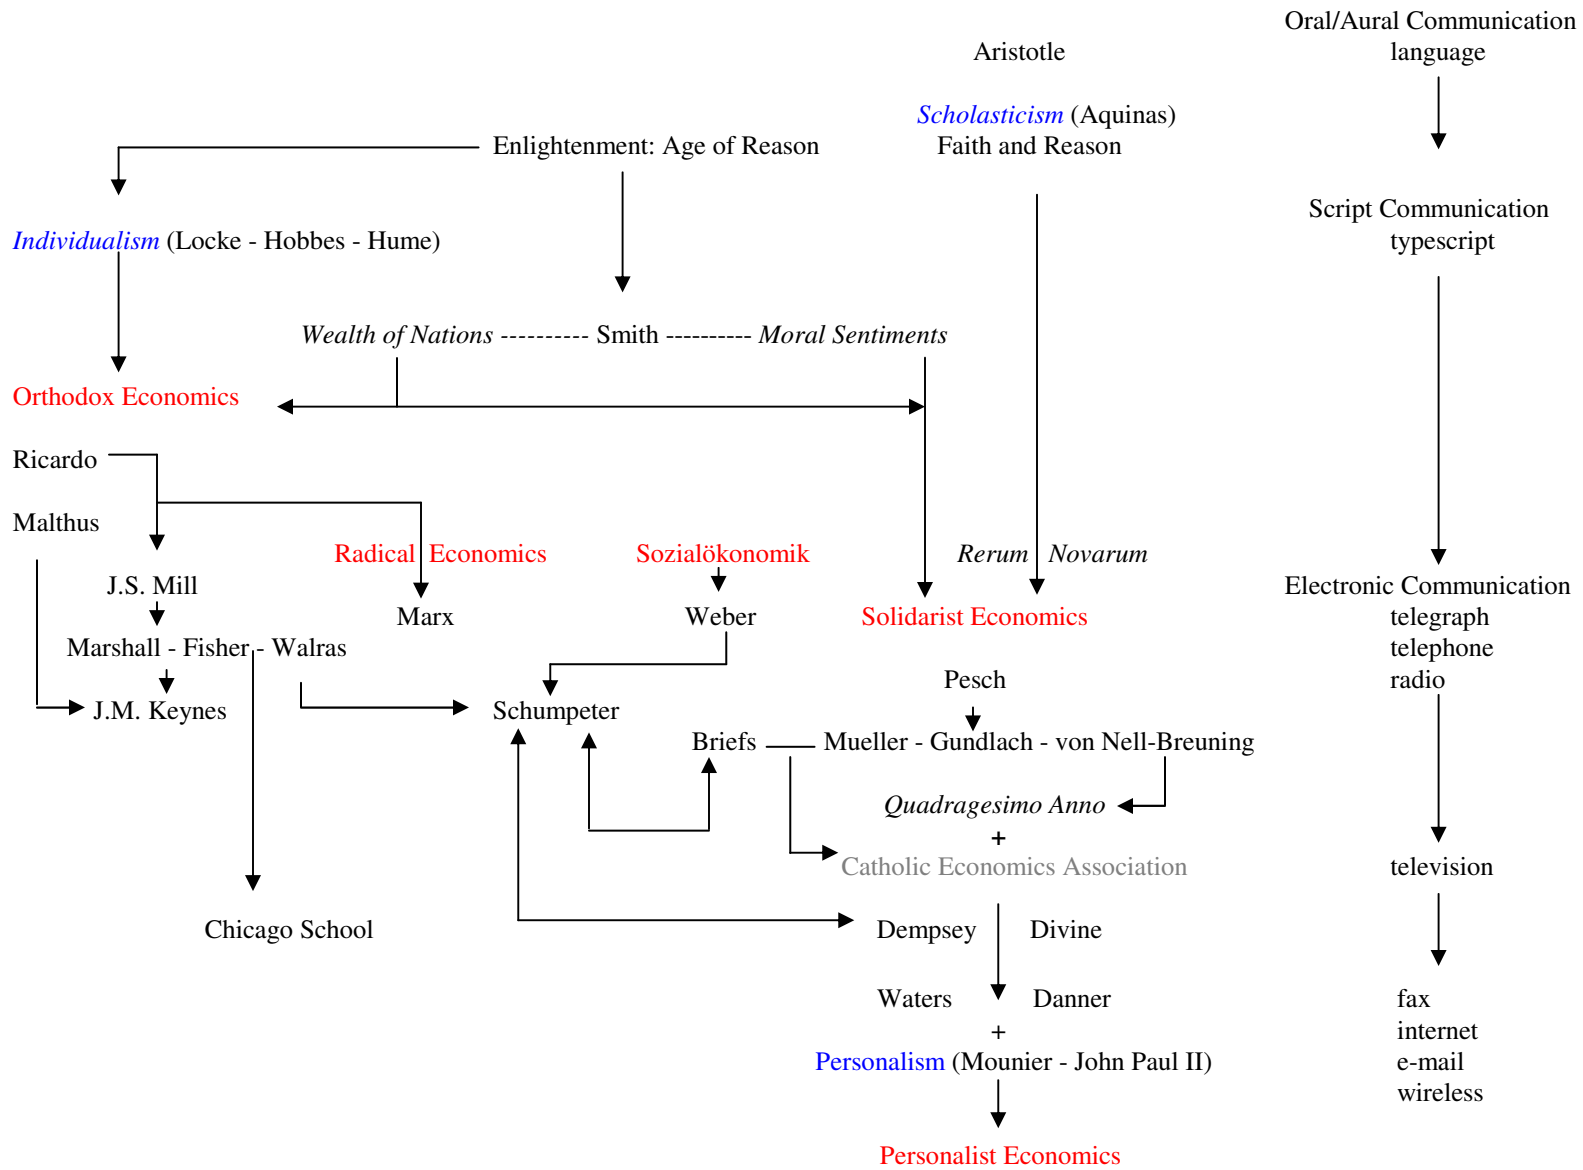 Oral/Aural Communication
language
Aristotle
Scholasticism (Aquinas)
Faith and Reason
Enlightenment: Age of Reason
Script Communication
typescript
Individualism (Locke - Hobbes - Hume)
Wealth of Nations ---------- Smith ---------- Moral Sentiments
Orthodox Economics
Ricardo
Malthus
Radical Economics
Sozialökonomik
Rerum Novarum
J.S. Mill
Marx
Weber
Solidarist Economics
Electronic Communication
telegraph
telephone
radio
Marshall - Fisher - Walras
Pesch
J.M. Keynes
Schumpeter
Briefs
Mueller - Gundlach - von Nell-Breuning
Quadragesimo Anno
+
Catholic Economics Association
television
Chicago School
Dempsey
Divine
Waters
Danner
+
Personalism (Mounier - John Paul II)
fax
internet
e-mail
wireless
Personalist Economics